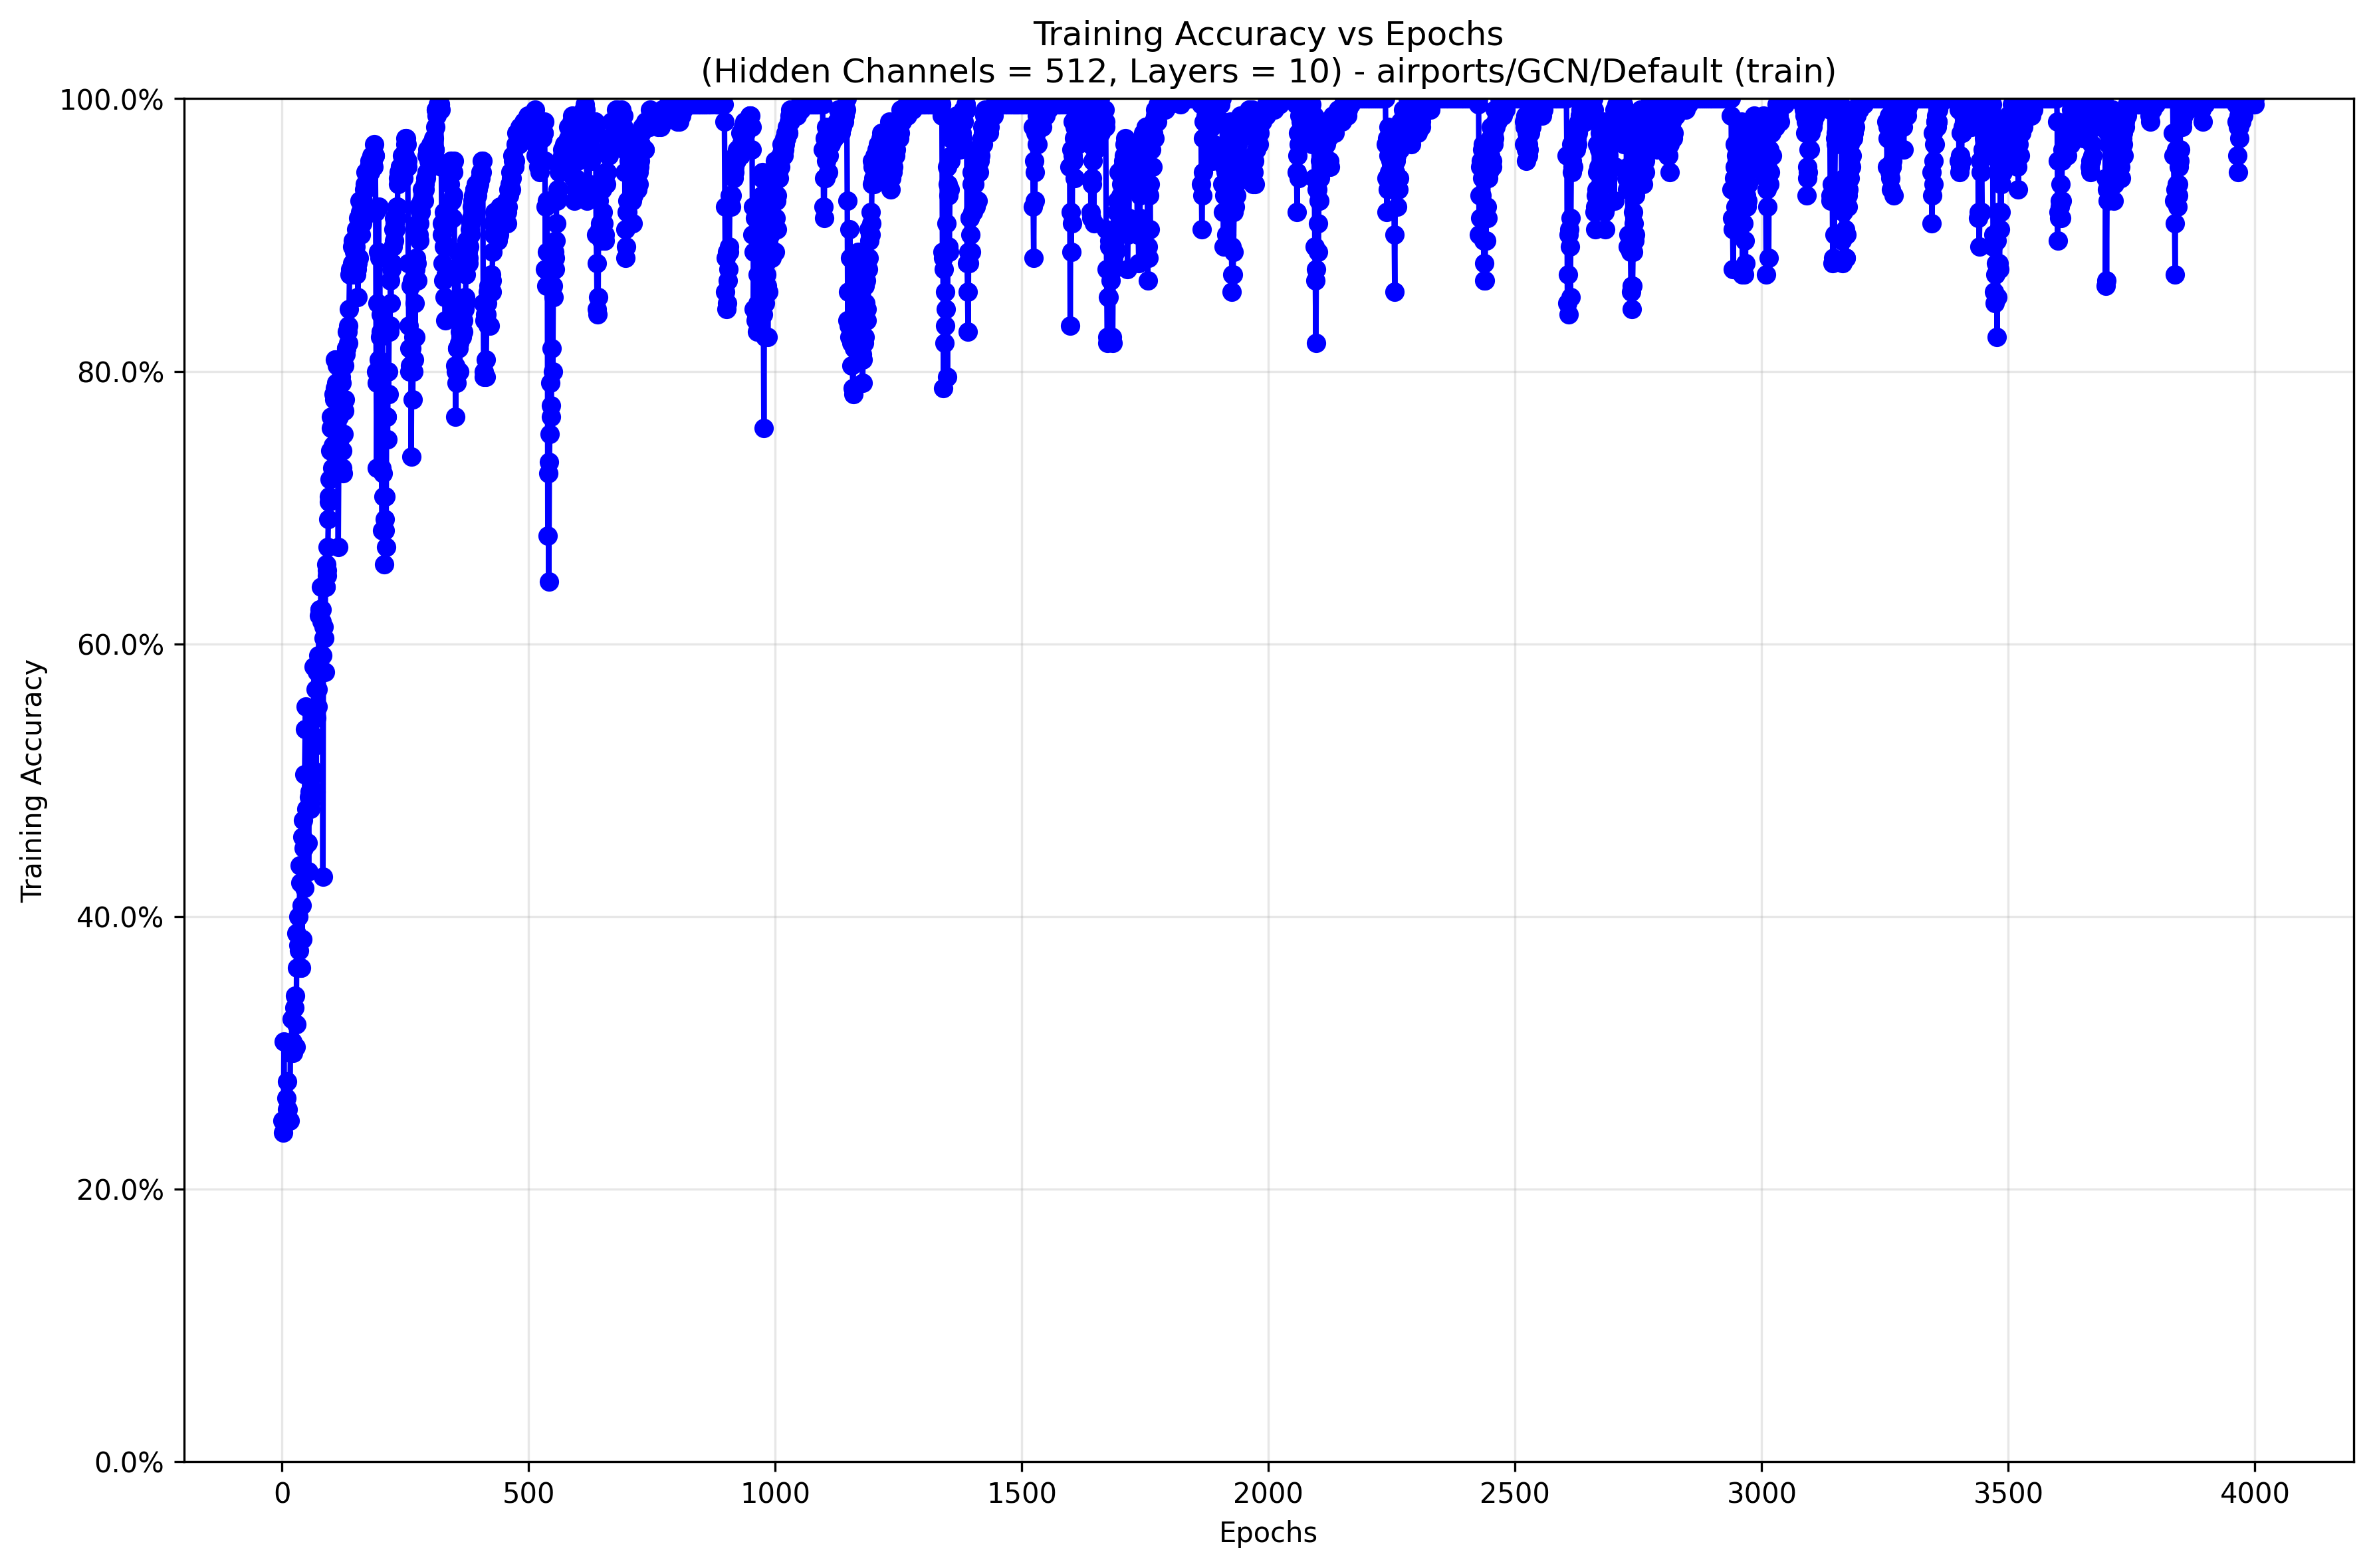 Training Accuracy vs Epochs
(Hidden Channels = 512, Layers = 10) - airports/GCN/Default (train)
Training Accuracy
100.0%
80.0%
60.0%
40.0%
20.0%
0.0%
0 500 1000 1500 2000 2500 3000 3500 4000
Epochs